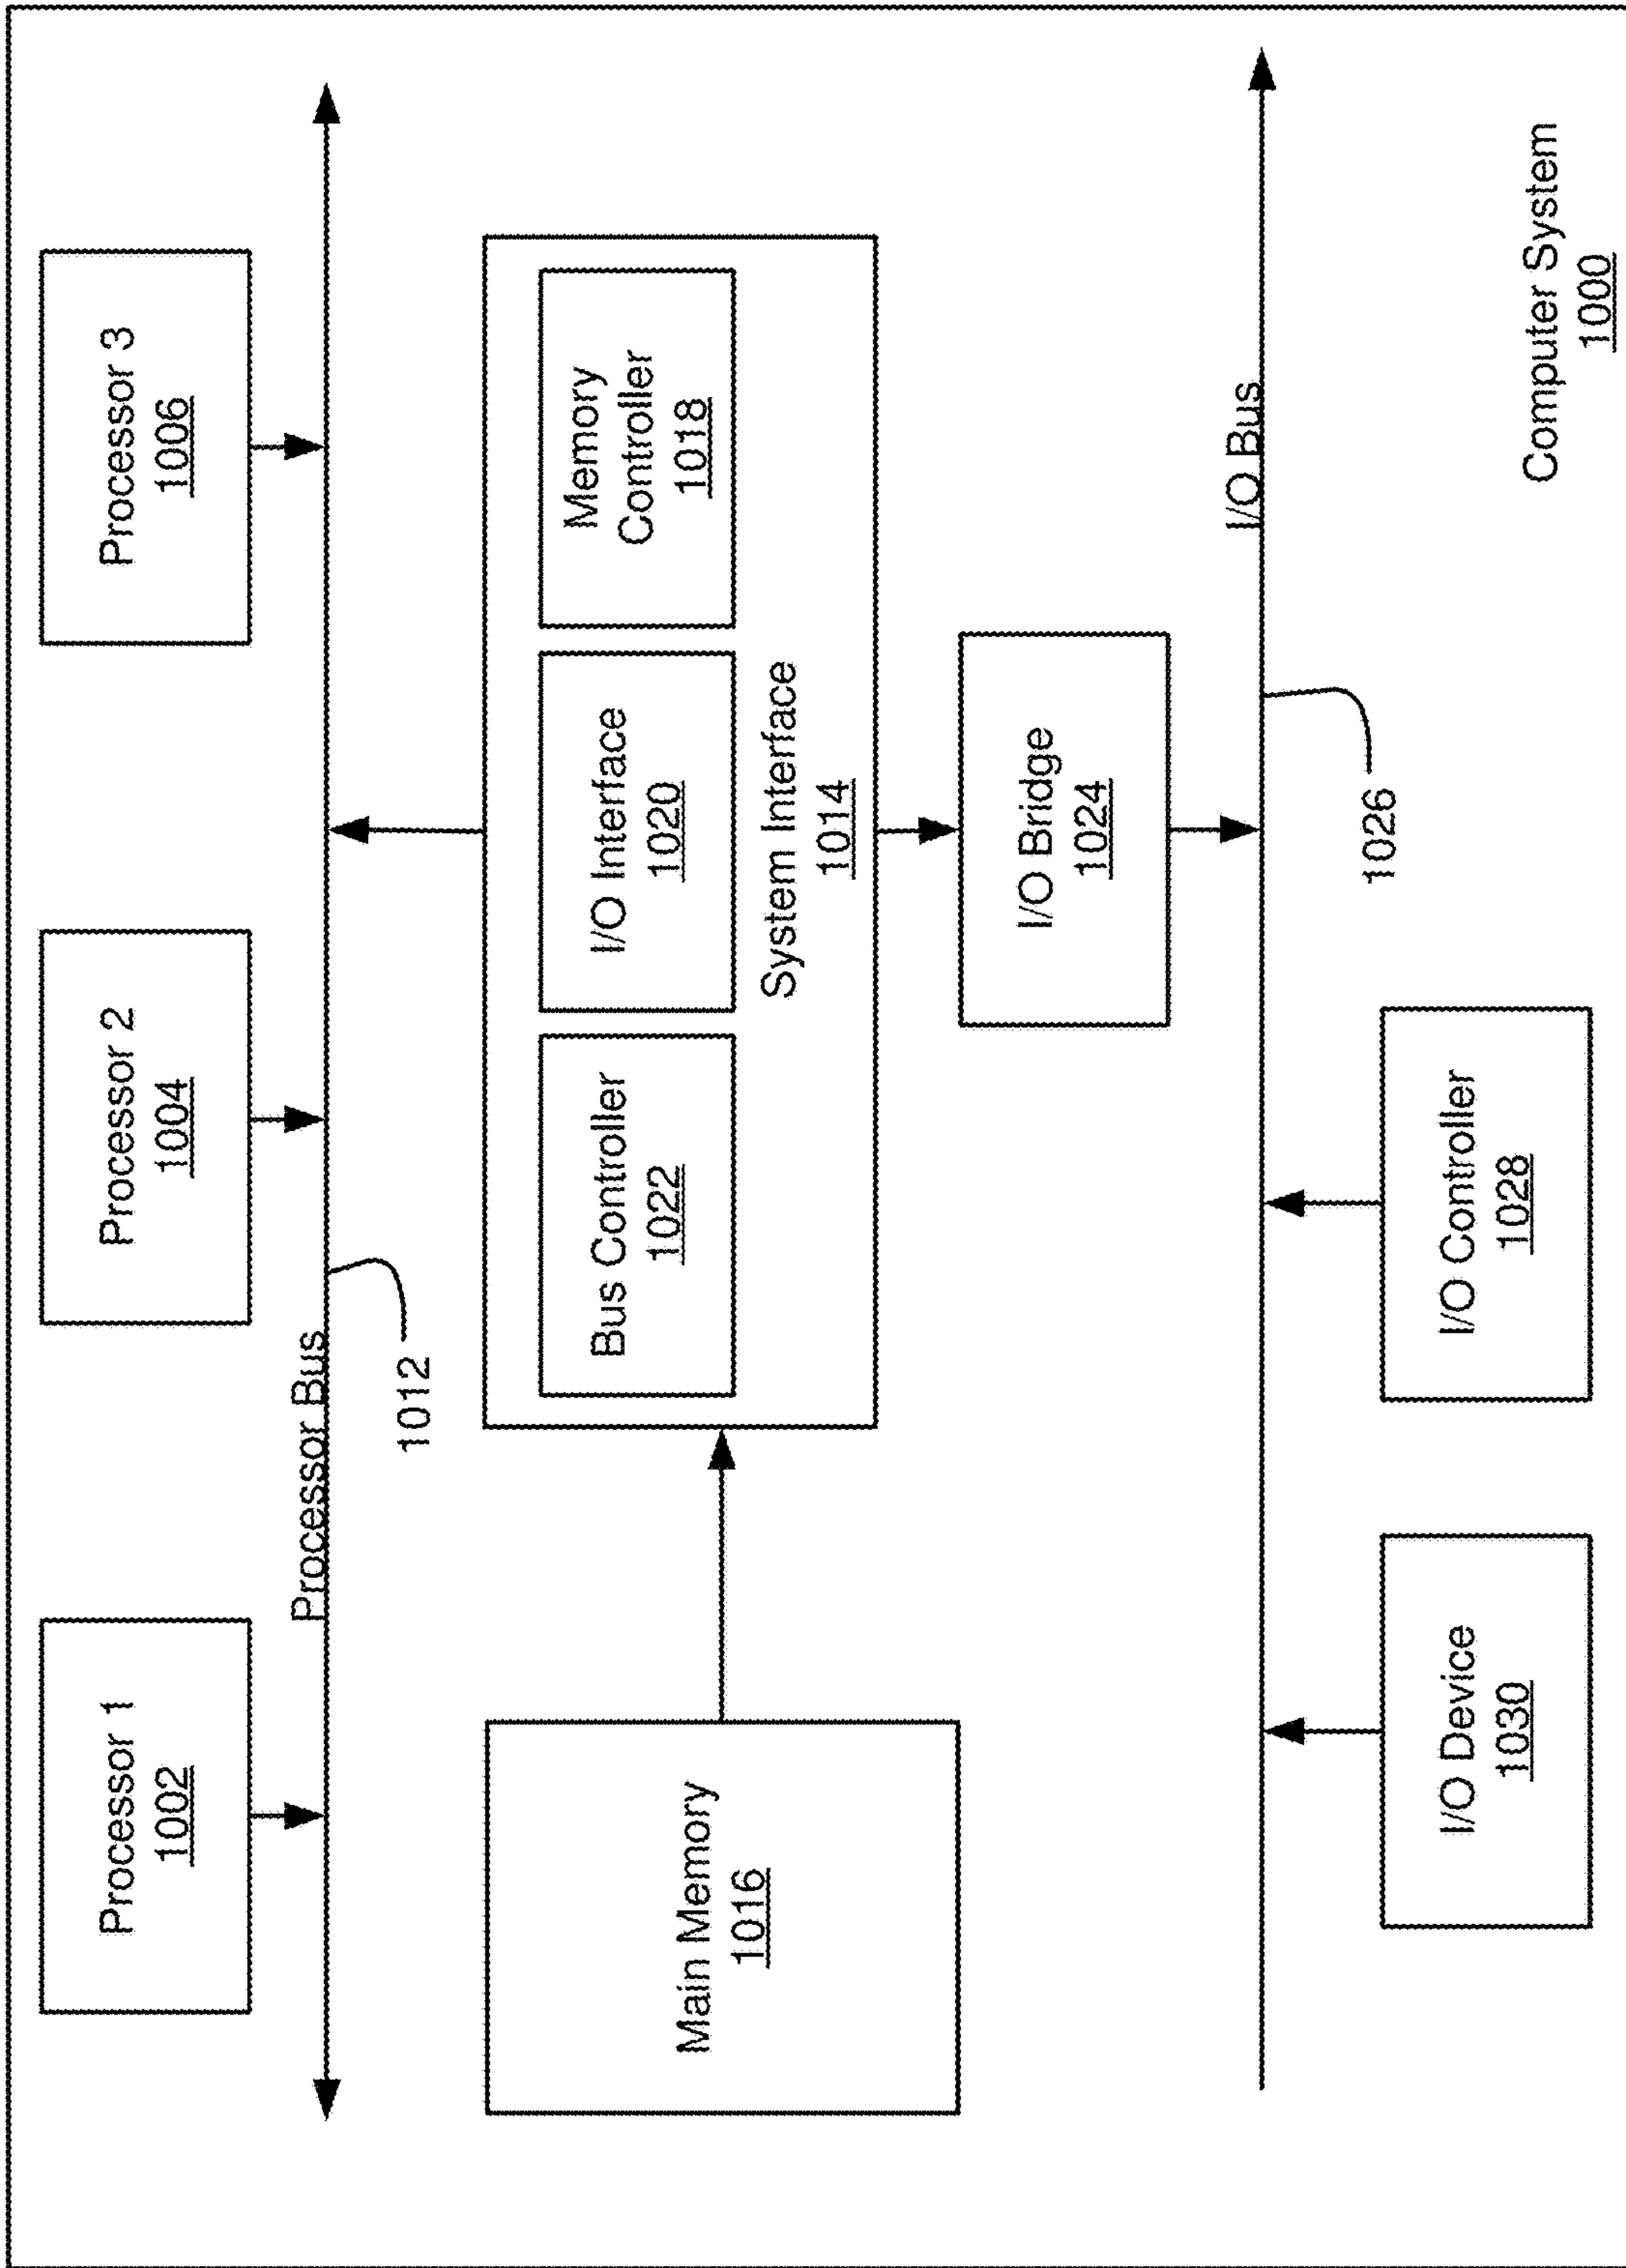 Processor 1
1002
Processor 2
1004
Processor 3
1006
Processor Bus
1012
Main Memory
1016
Bus Controller
1022
I/O Interface
1020
Memory
Controller
1018
System Interface
1014
I/O Bridge
1024
I/O Bus
1026
I/O Device
1030
I/O Controller
1028
Computer System
1000